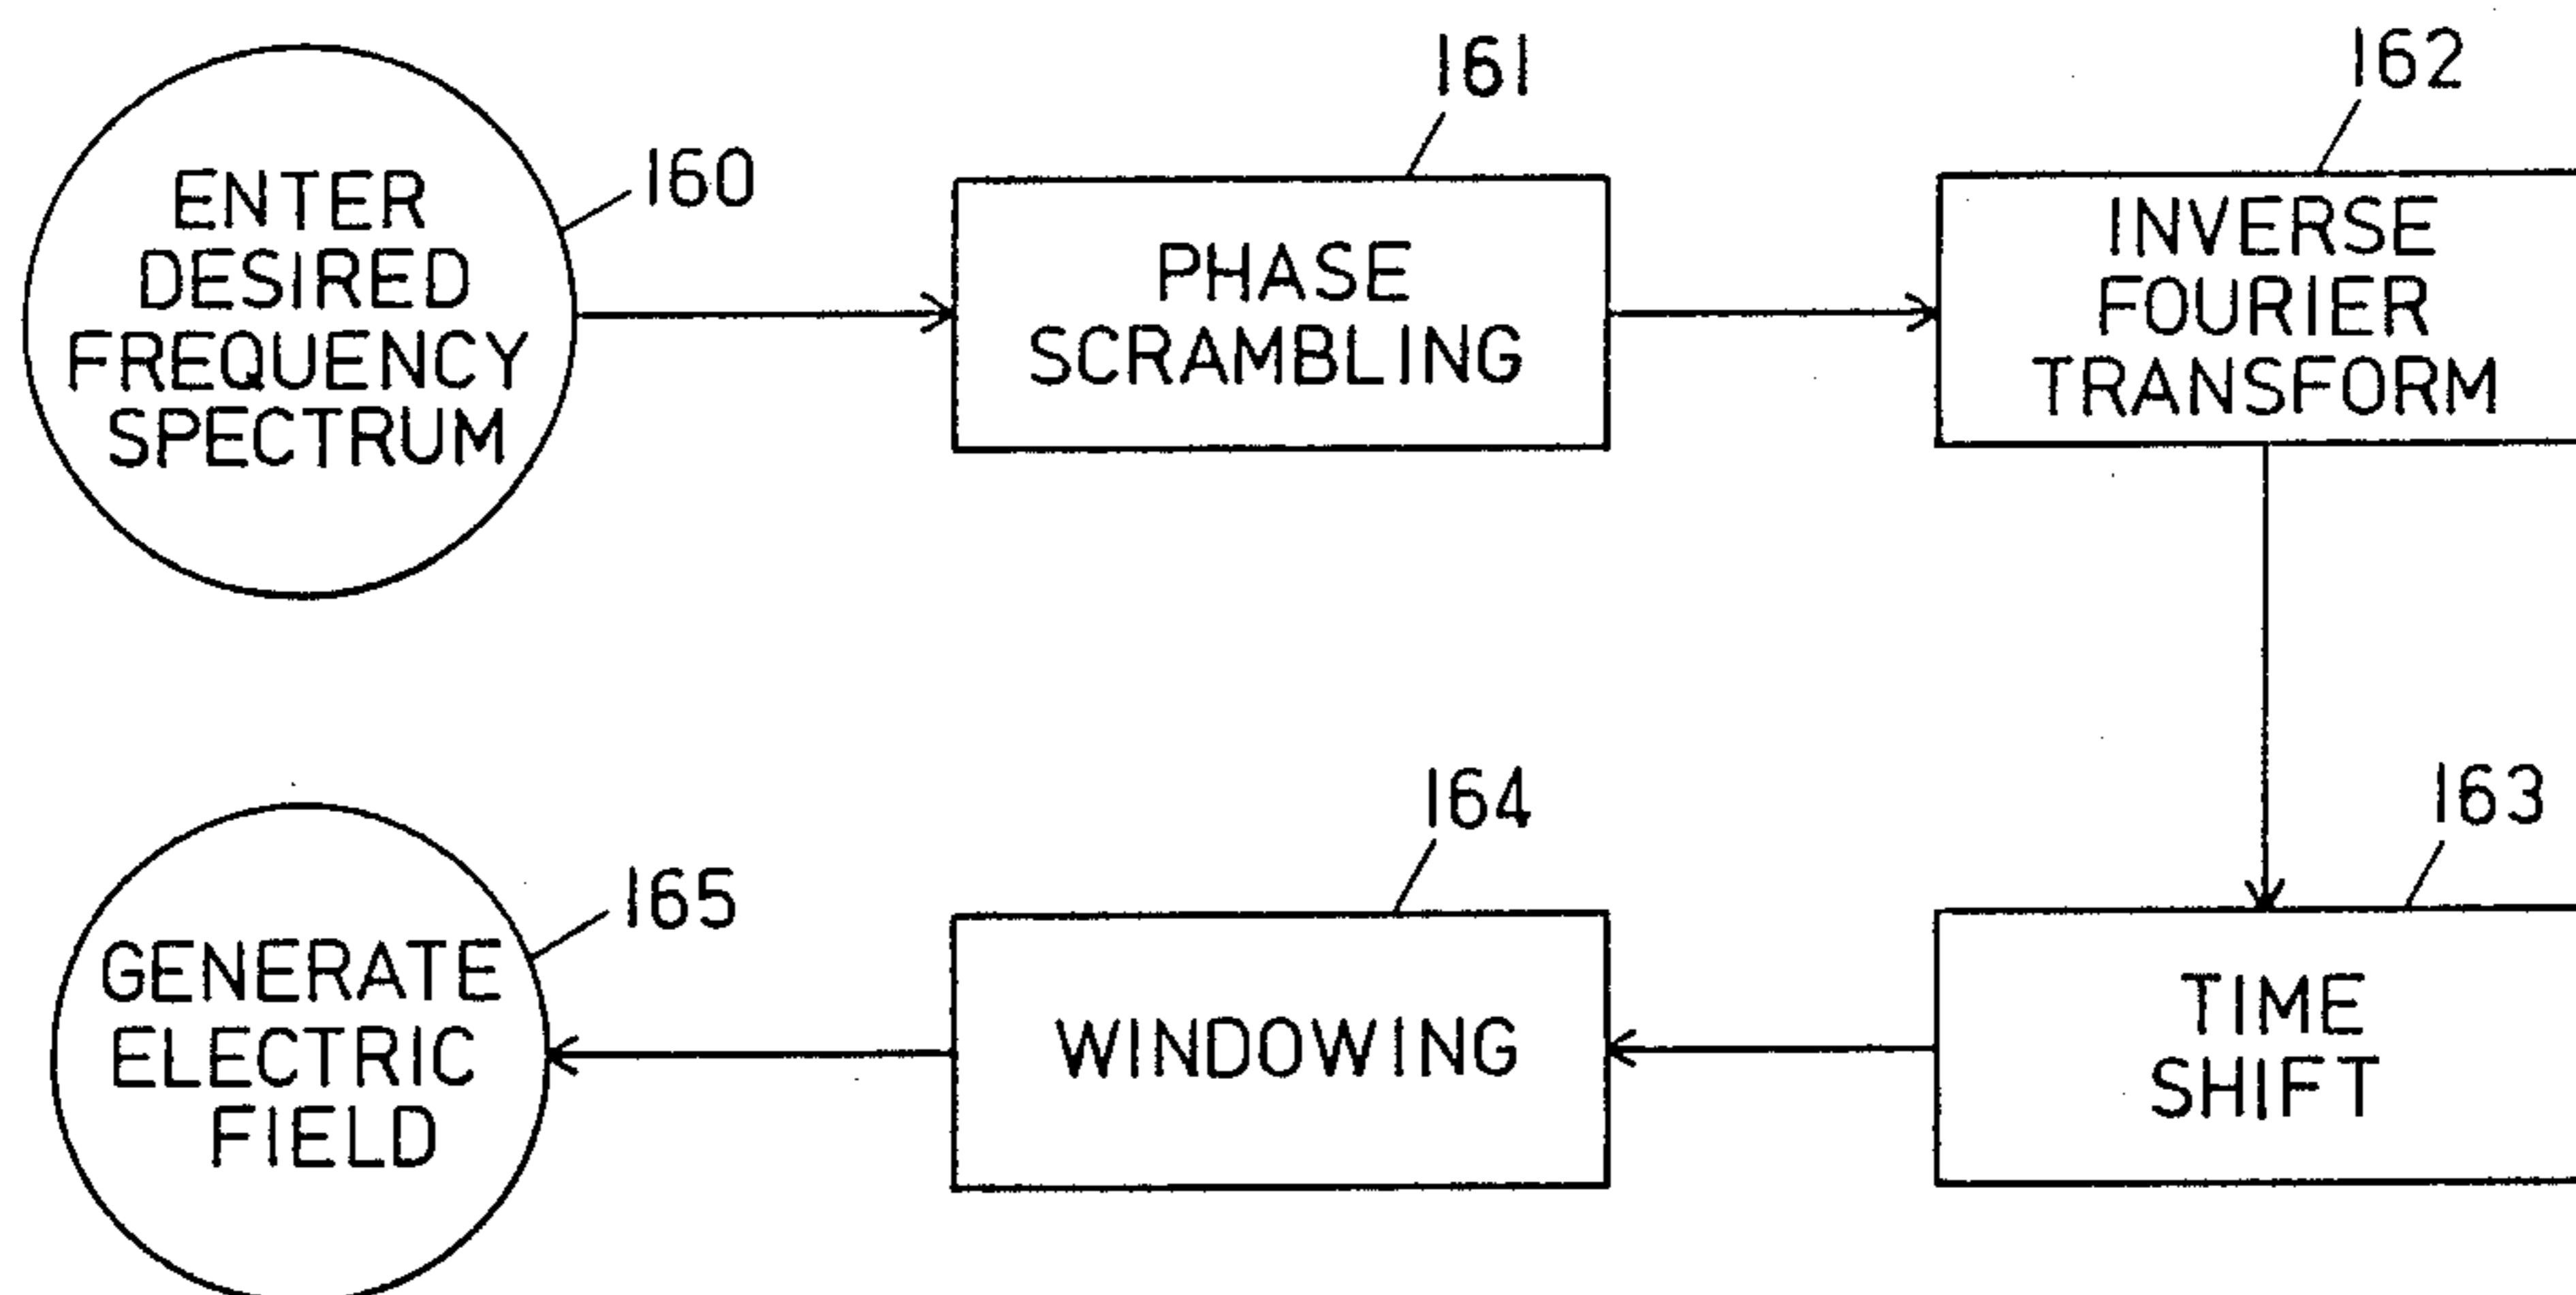 161
162
160
ENTER
DESIRED
FREQUENCY
SPECTRUM
PHASE
SCRAMBLING
INVERSE
FOURIER
TRANSFORM
163
164
165
GENERATE
ELECTRIC
FIELD
WINDOWING
TIME
SHIFT